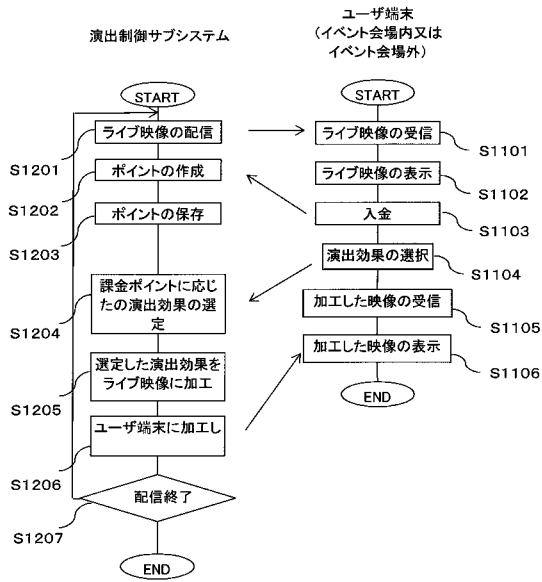 演出制御サブシステム
START
ライブ映像の配信
S1201
ポイントの作成
S1202
ポイントの保存
S1203
課金ポイントに応じ
たの演出効果の選
定
S1204
選定した演出効果を
ライブ映像に加工
S1205
ユーザ端末に加工し
S1206
配信終了
S1207
END
ユーザ端末
(イベント会場内又は
イベント会場外)
START
ライブ映像の受信
S1101
ライブ映像の表示
S1102
入金
S1103
演出効果の選択
S1104
加工した映像の受信
S1105
加工した映像の表示
S1106
END